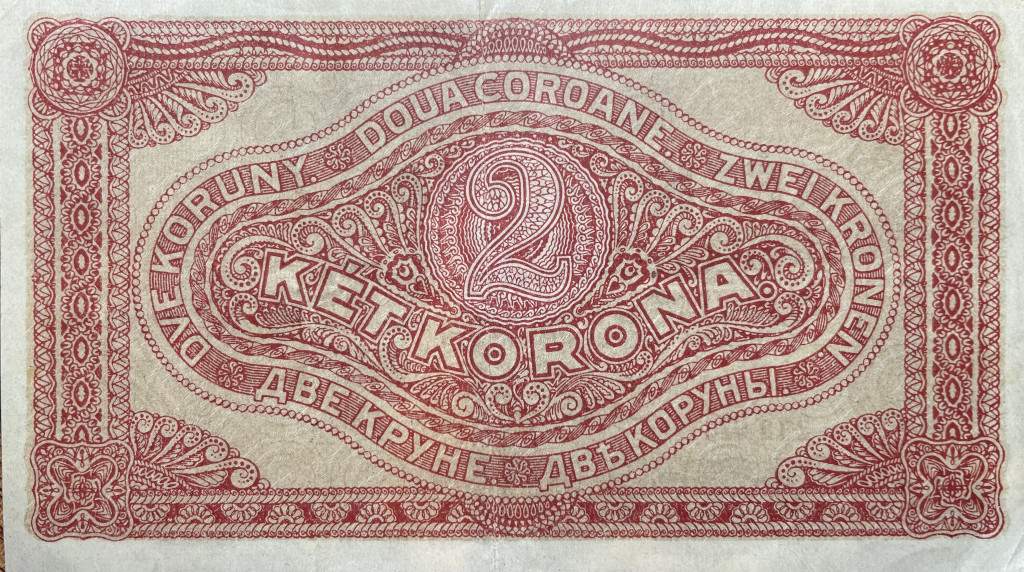 DVE KORUNY.
DOUA COROANE
ZWEI KRONEN
2
KÉT KORONA.
ДВЕ КРУНЕ.
ДВѢ КОРУНЫ